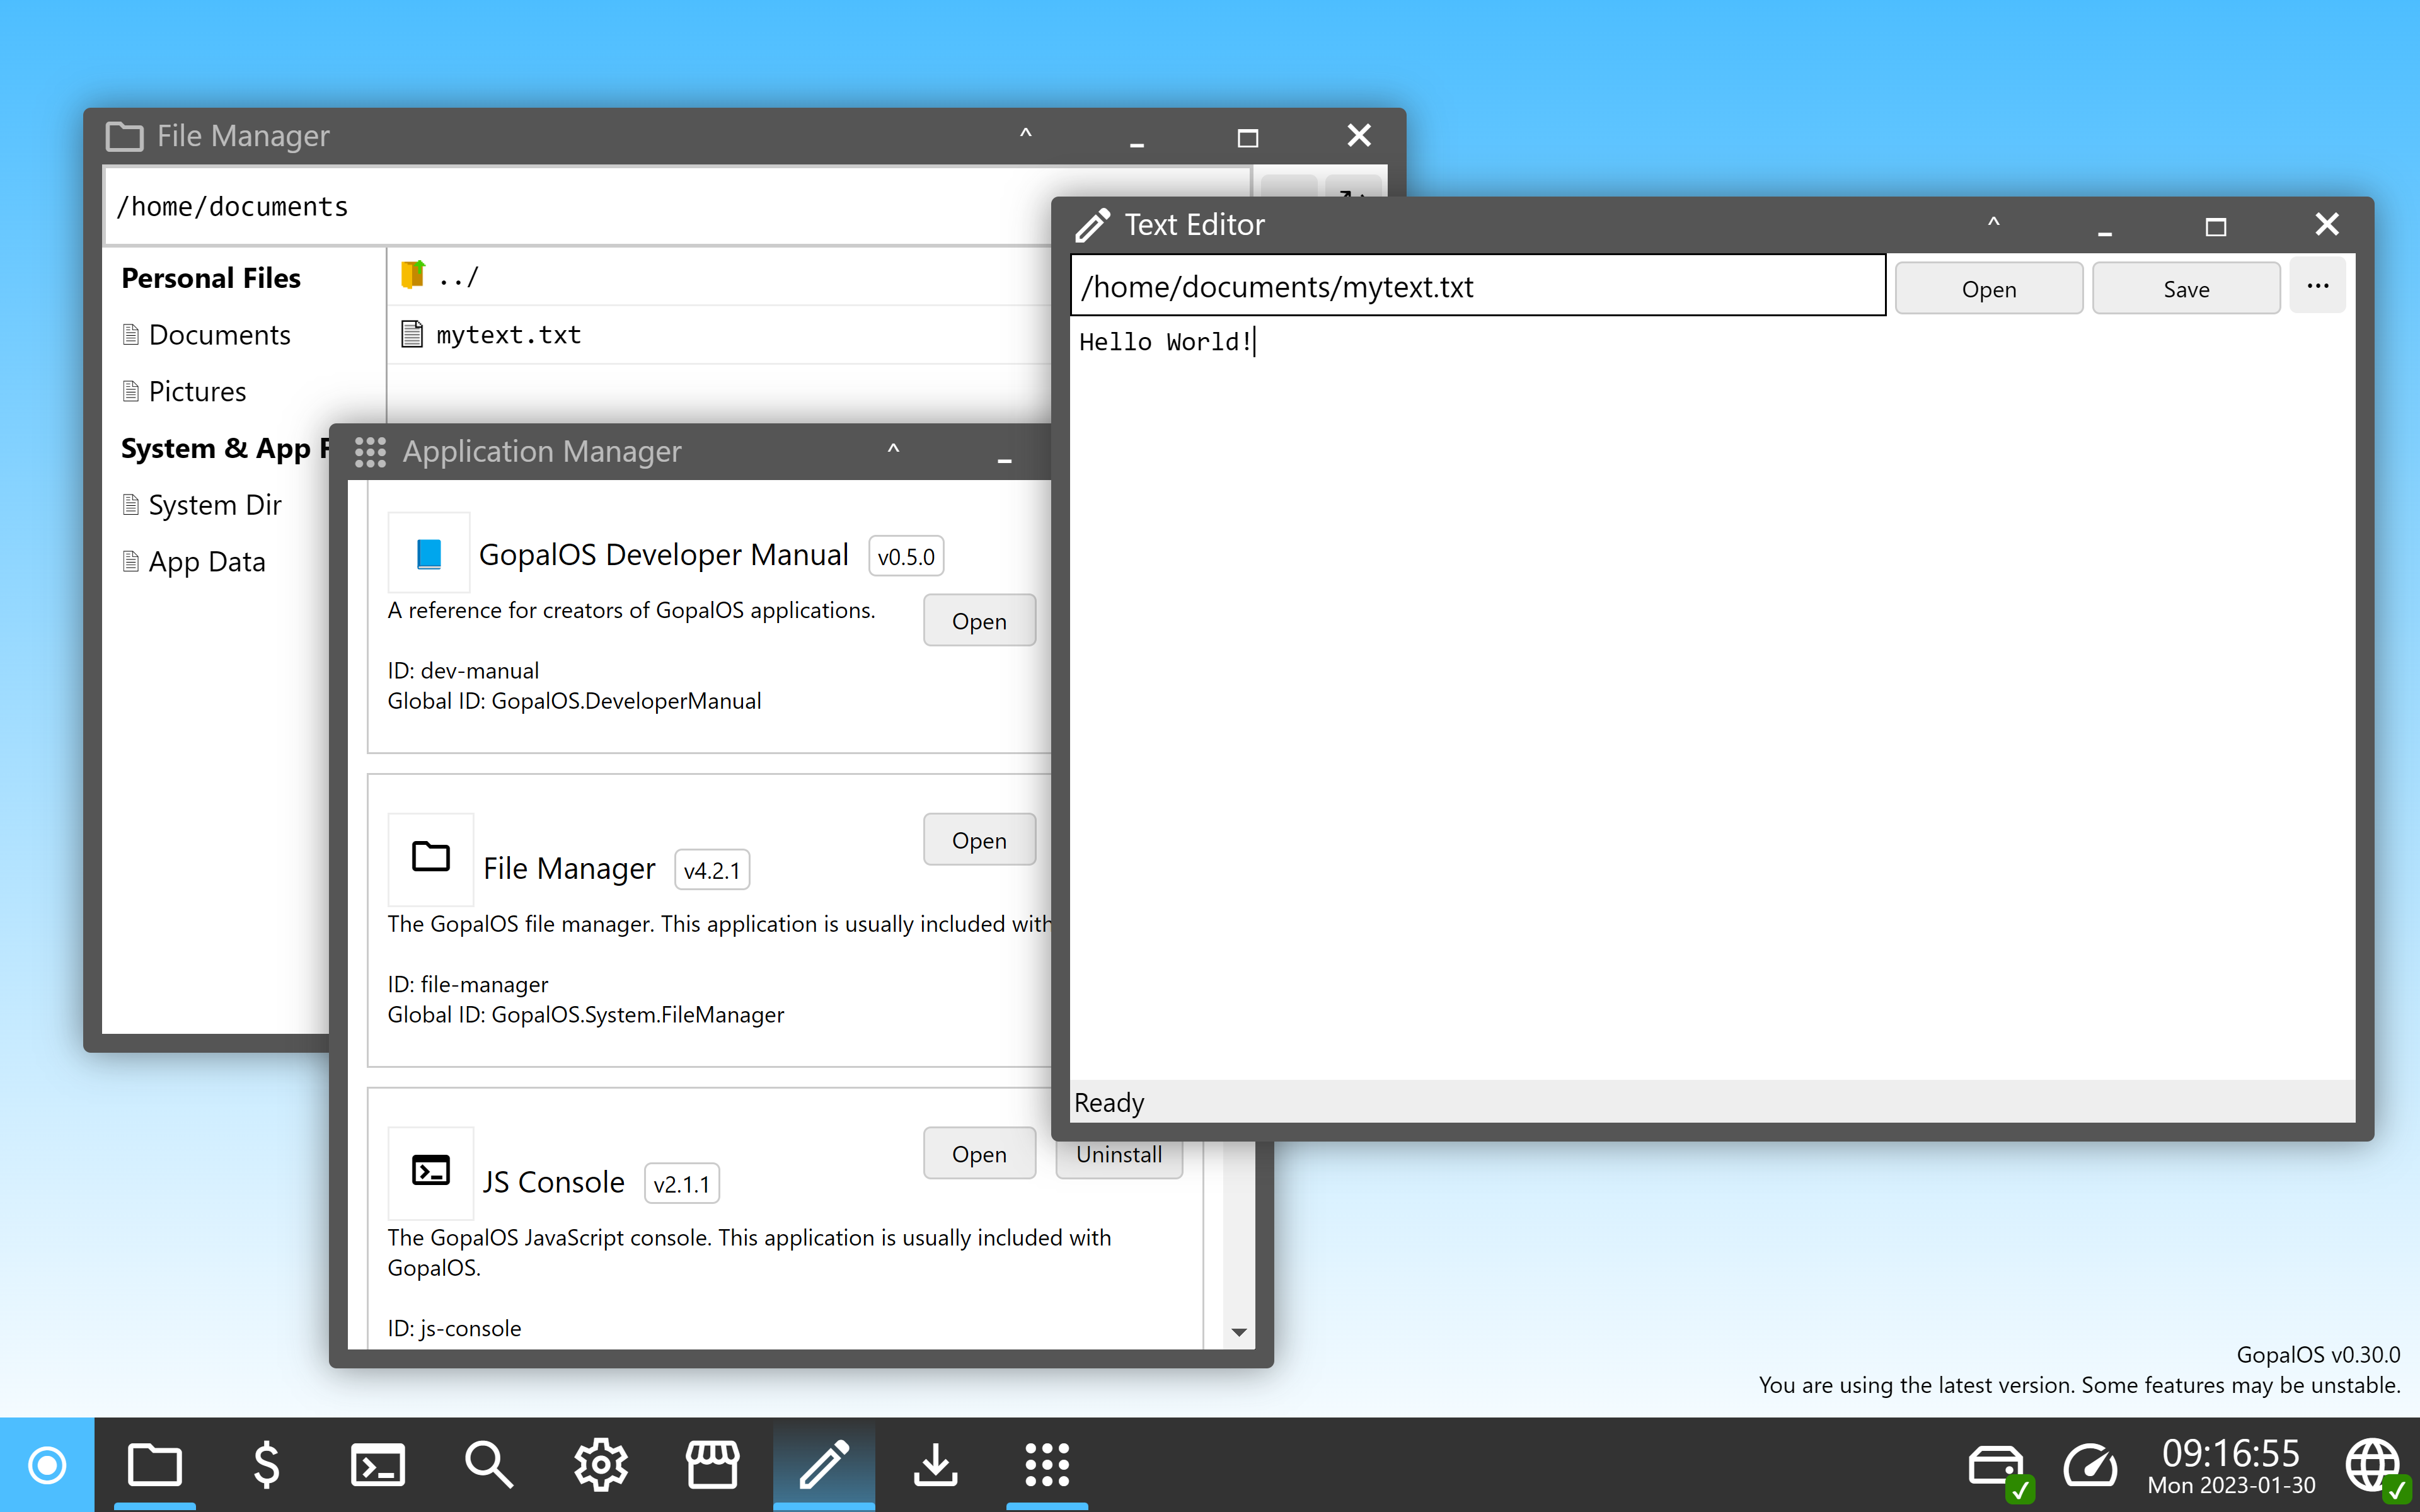 File Manager
/home/documents
Personal Files
Documents
Pictures
System & App F
System Dir
App Data
../
mytext.txt
Application Manager
GopalOS Developer Manual v0.5.0
A reference for creators of GopalOS applications.
Open
ID: dev-manual
Global ID: GopalOS.DeveloperManual
Open
File Manager v4.2.1
The GopalOS file manager. This application is usually included with
ID: file-manager
Global ID: GopalOS.System.FileManager
Open Uninstall
JS Console v2.1.1
The GopalOS JavaScript console. This application is usually included with
GopalOS.
ID: js-console
Text Editor
/home/documents/mytext.txt
Open
Save
...
Hello World!
Ready
GopalOS v0.30.0
You are using the latest version. Some features may be unstable.
09:16:55
Mon 2023-01-30